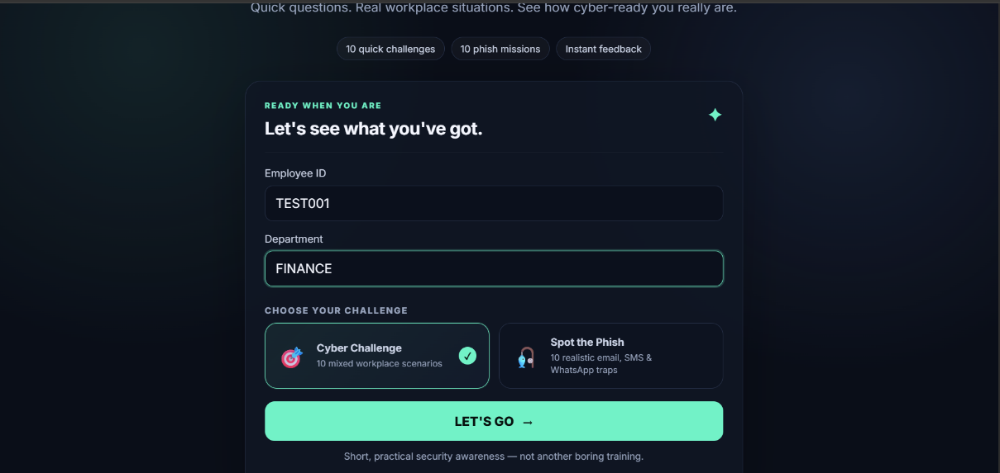 Quick questions. Real workplace situations. See how cyber-ready you really are.
10 quick challenges
10 phish missions
Instant feedback
READY WHEN YOU ARE
Let's see what you've got.
Employee ID
TEST001
Department
FINANCE
CHOOSE YOUR CHALLENGE
Cyber Challenge
10 mixed workplace scenarios
Spot the Phish
10 realistic email, SMS &
WhatsApp traps
LET'S GO →
Short, practical security awareness — not another boring training.